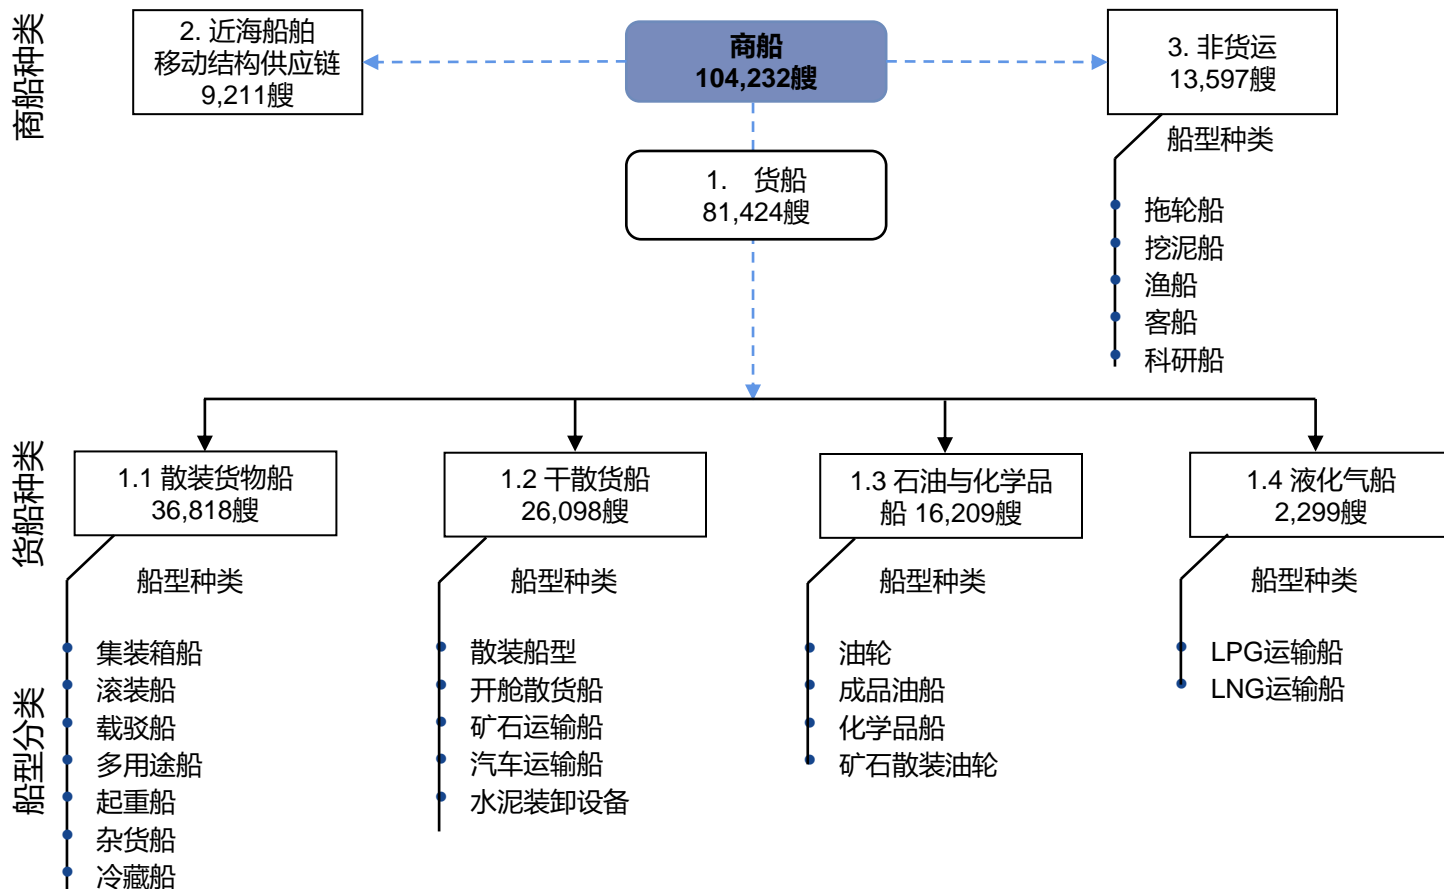 商船种类
2. 近海船舶
移动结构供应链
9,211艘
商船
104,232艘
3. 非货运
13,597艘
船型种类
拖轮船
挖泥船
渔船
客船
科研船
1. 货船
81,424艘
货船种类
1.1 散装货物船
36,818艘
1.2 干散货船
26,098艘
1.3 石油与化学品
船 16,209艘
1.4 液化气船
2,299艘
船型分类
船型种类
集装箱船
滚装船
载驳船
多用途船
起重船
杂货船
冷藏船
船型种类
散装船型
开舱散货船
矿石运输船
汽车运输船
水泥装卸设备
船型种类
油轮
成品油船
化学品船
矿石散装油轮
船型种类
LPG运输船
LNG运输船